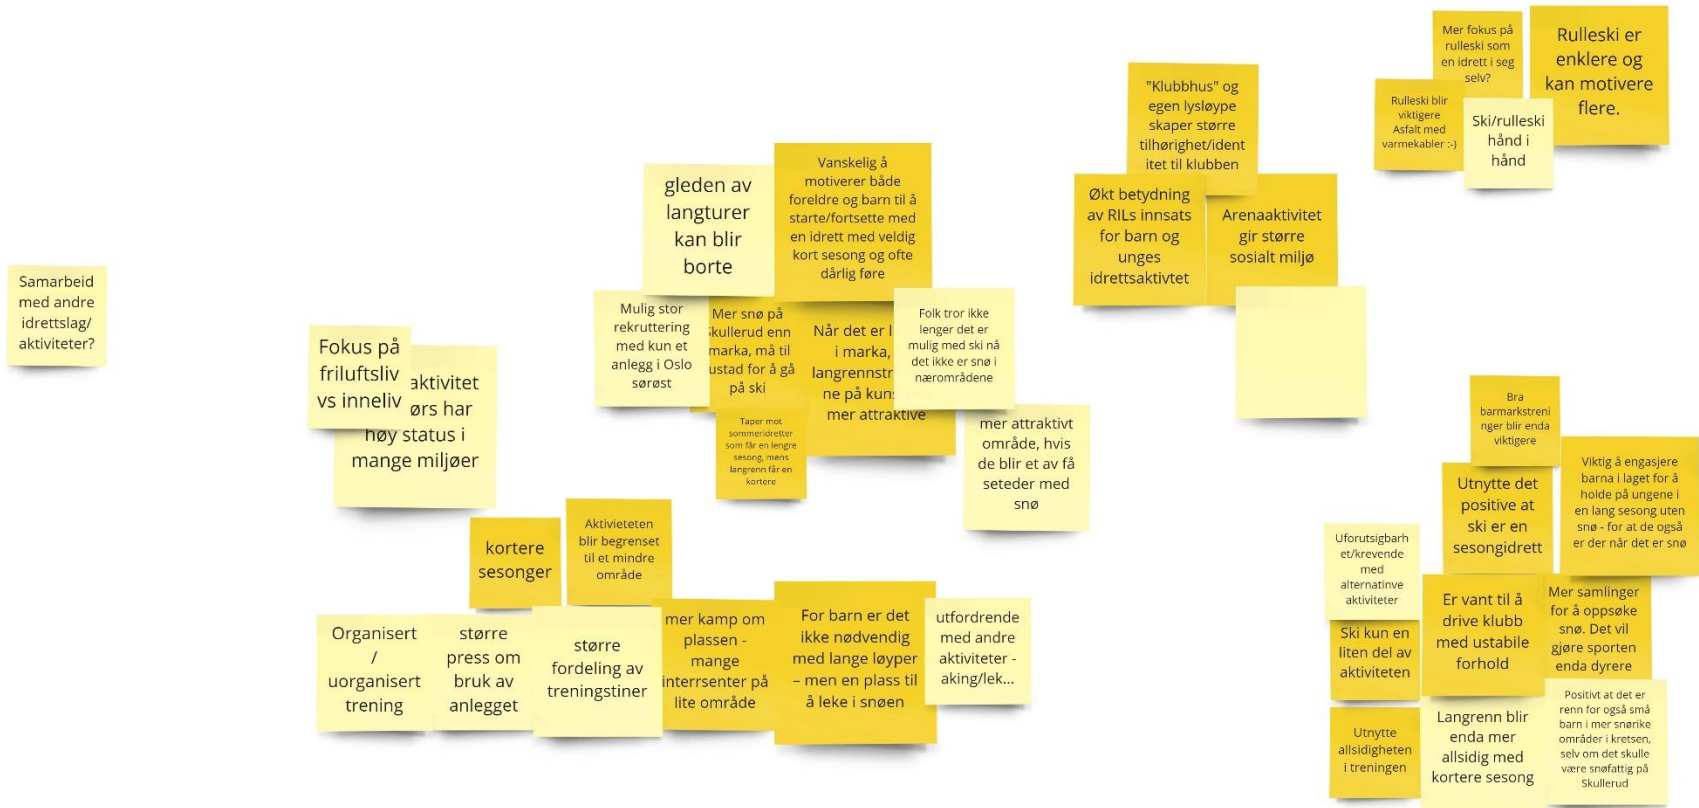 Samarbeid
med andre
idrettslag/
aktiviteter?
Fokus på
friluftsliv
vs inneliv
aktivitet
ørs har
høy status i
mange miljøer
kortere
sesonger
Aktivieteten
blir begrenset
til et mindre
område
Organisert
/
uorganisert
trening
større
press om
bruk av
anlegget
større
fordeling av
treningstiner
mer kamp om
plassen -
mange
interrsenter på
lite område
For barn er det
ikke nødvendig
med lange løyper
– men en plass til
å leke i snøen
utfordrende
med andre
aktiviteter -
aking/lek...
gleden av
langturer
kan blir
borte
Vanskelig å
motiverer både
foreldre og barn til å
starte/fortsette med
en idrett med veldig
kort sesong og ofte
dårlig føre
Mulig stor
rekruttering
med kun et
anlegg i Oslo
sørøst
Mer snø på
Skullerud enn
marka, må til
ustad for å gå
på ski
Når det er l
i marka,
langrennstr
ne på kuns
mer attraktive
Folk tror ikke
lenger det er
mulig med ski nå
det ikke er snø i
nærområdene
Taper mot
sommeridretter
som får en lengre
sesong, mens
langrenn får en
kortere
mer attraktivt
område, hvis
de blir et av få
seteder med
snø
"Klubbhus" og
egen lysløype
skaper større
tilhørighet/ident
itet til klubben
Økt betydning
av RILs innsats
for barn og
unges
idrettsaktivtet
Arenaaktivitet
gir større
sosialt miljø
Mer fokus på
rulleski som
en idrett i seg
selv?
Rulleski er
enklere og
kan motivere
flere.
Rulleski blir
viktigere
Asfalt med
varmekabler :-)
Ski/rulleski
hånd i
hånd
Bra
barmarkstreni
nger blir enda
viktigere
Utnytte det
positive at
ski er en
sesongidrett
Viktig å engasjere
barna i laget for å
holde på ungene i
en lang sesong uten
snø - for at de også
er der når det er snø
Uforutsigbarh
et/krevende
med
alternatinve
aktiviteter
Er vant til å
drive klubb
med ustabile
forhold
Mer samlinger
for å oppsøke
snø. Det vil
gjøre sporten
enda dyrere
Ski kun en
liten del av
aktiviteten
Utnytte
allsidigheten
i treningen
Langrenn blir
enda mer
allsidig med
kortere sesong
Positivt at det er
renn for også små
barn i mer snørike
områder i kretsen,
selv om det skulle
være snøfattig på
Skullerud